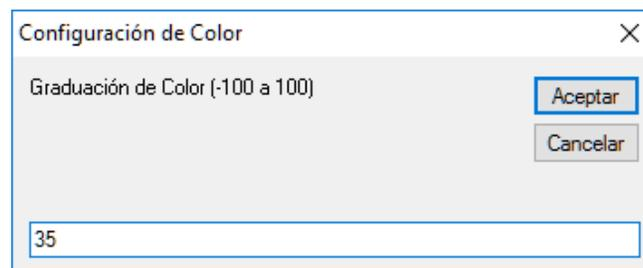 Configuración de Color
Graduación de Color (-100 a 100)
Aceptar
Cancelar
35